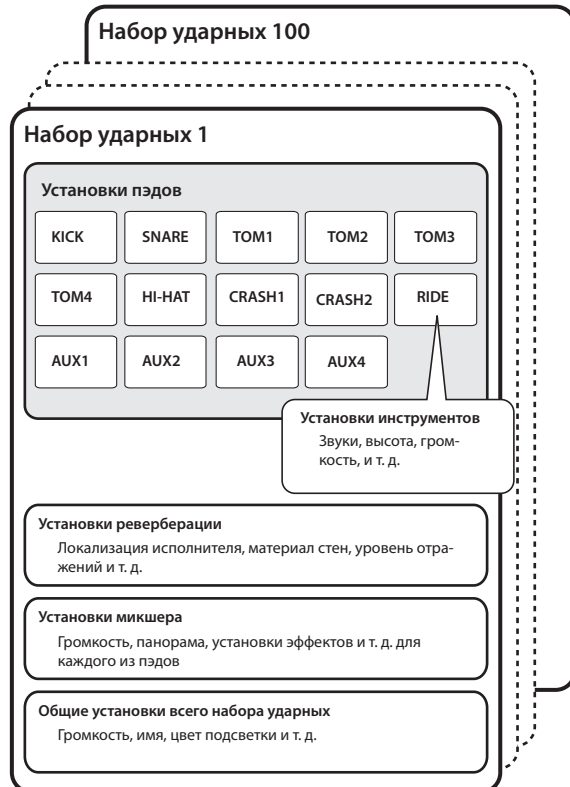 Набор ударных 100
Набор ударных 1
Установки пэдов
KICK
SNARE
TOM1
TOM2
TOM3
TOM4
HI-HAT
CRASH1
CRASH2
RIDE
AUX1
AUX2
AUX3
AUX4
Установки инструментов
Звуки, высота, гром-
кость, и т. д.
Установки реверберации
Локализация исполнителя, материал стен, уровень отра-
жений и т. д.
Установки микшера
Громкость, панорама, установки эффектов и т. д. для
каждого из пэдов
Общие установки всего набора ударных
Громкость, имя, цвет подсветки и т. д.